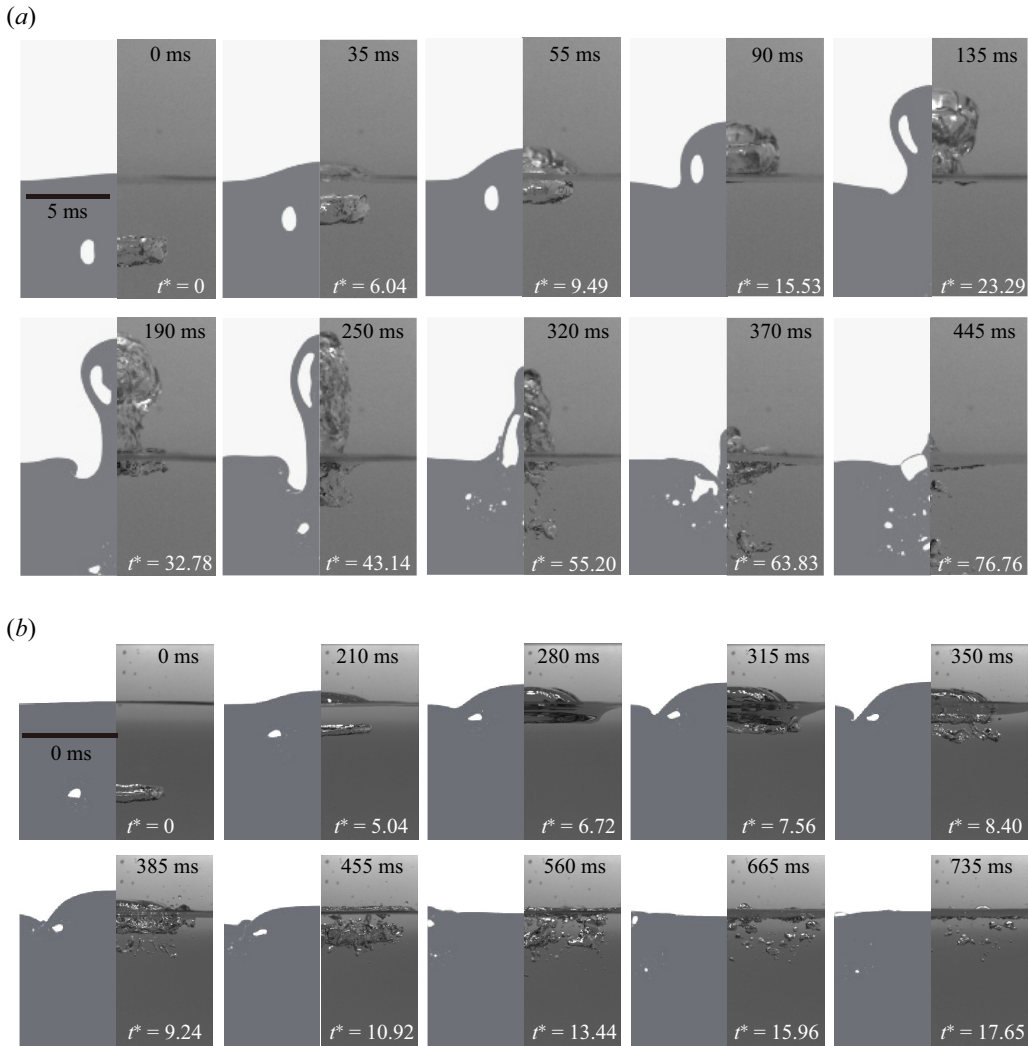 (a)
0 ms
35 ms
55 ms
90 ms
135 ms
5 ms
t* = 0
t* = 6.04
t* = 9.49
t* = 15.53
t* = 23.29
190 ms
250 ms
320 ms
370 ms
445 ms
t* = 32.78
t* = 43.14
t* = 55.20
t* = 63.83
t* = 76.76
(b)
0 ms
210 ms
280 ms
315 ms
350 ms
0 ms
t* = 0
t* = 5.04
t* = 6.72
t* = 7.56
t* = 8.40
385 ms
455 ms
560 ms
665 ms
735 ms
t* = 9.24
t* = 10.92
t* = 13.44
t* = 15.96
t* = 17.65